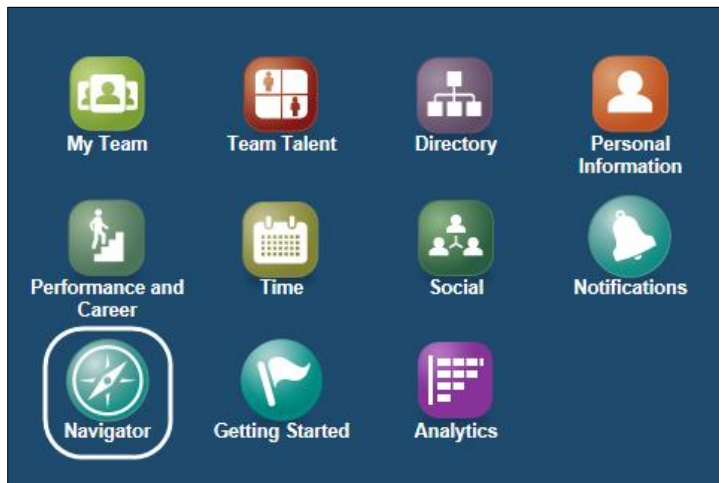 My Team
Team Talent
Directory
Personal
Information
Performance and
Career
Time
Social
Notifications
Navigator
Getting Started
Analytics